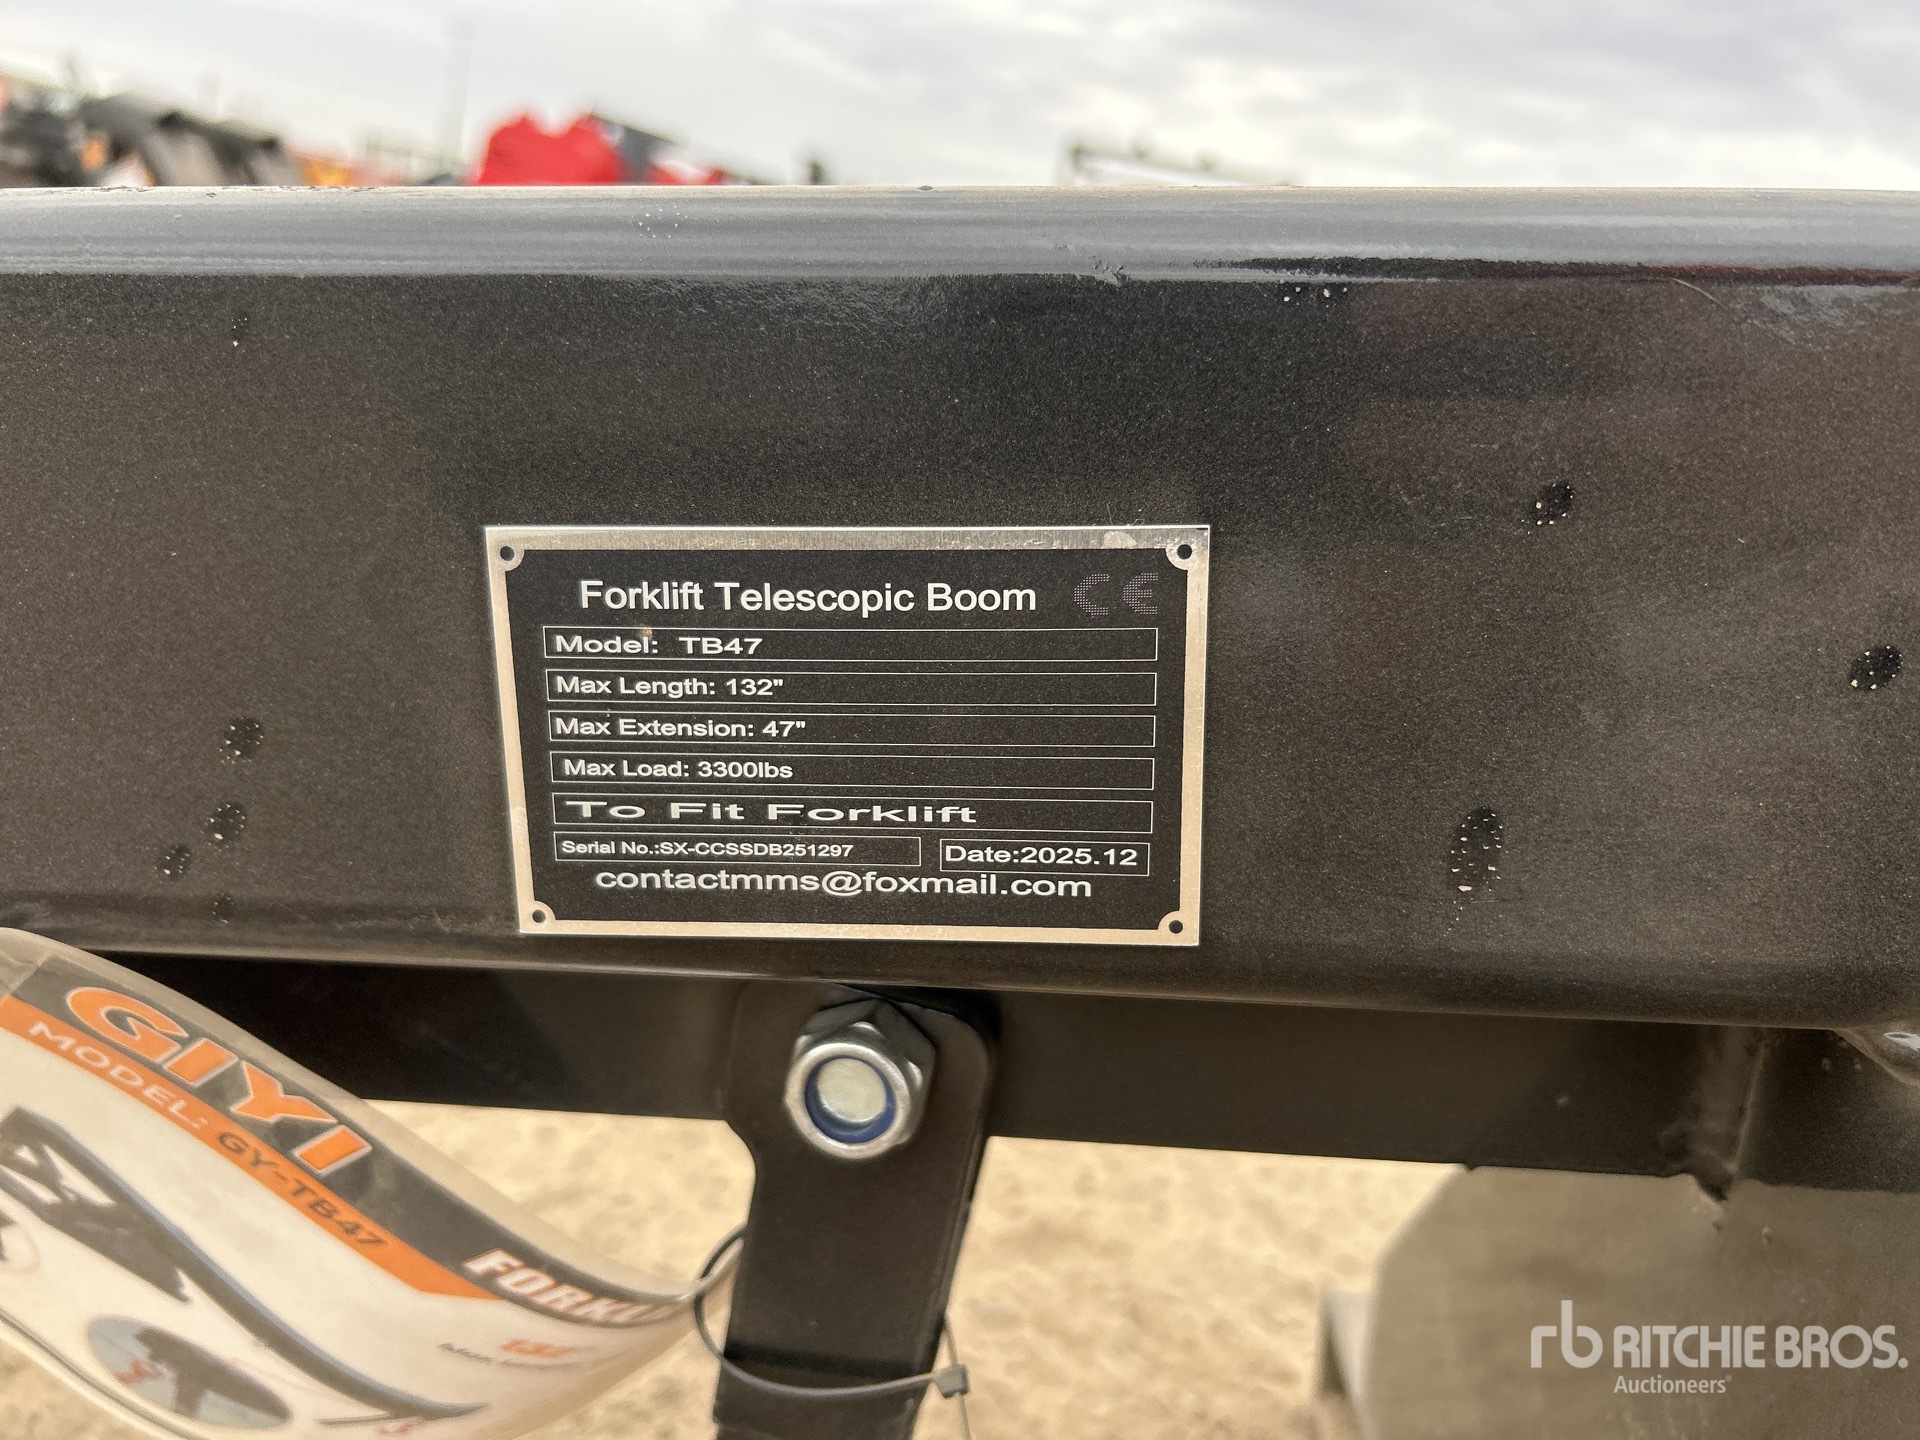 Forklift Telescopic Boom CE
Model: TB47
Max Length: 132"
Max Extension: 47"
Max Load: 3300lbs
To Fit Forklift
Serial No.:SX-CCSSDB251297
Date:2025.12
contactmms@foxmail.com
GIYI
MODEL: GY-TB47
rb RITCHIE BROS.
Auctioneers